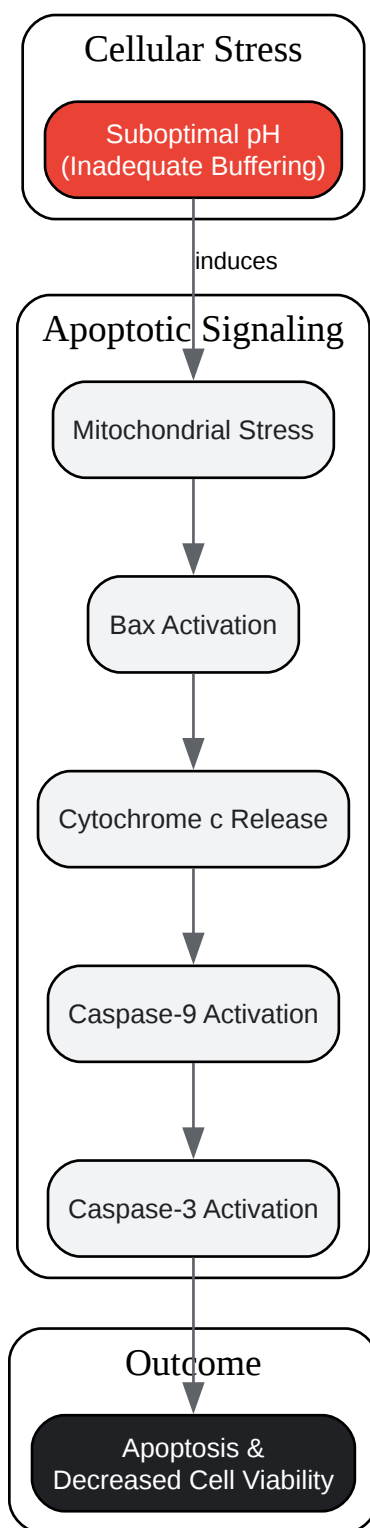 Cellular Stress
Suboptimal pH
(Inadequate Buffering)
induces
Apoptotic Signaling
Mitochondrial Stress
Bax Activation
Cytochrome c Release
Caspase-9 Activation
Caspase-3 Activation
Outcome
Apoptosis &
Decreased Cell Viability